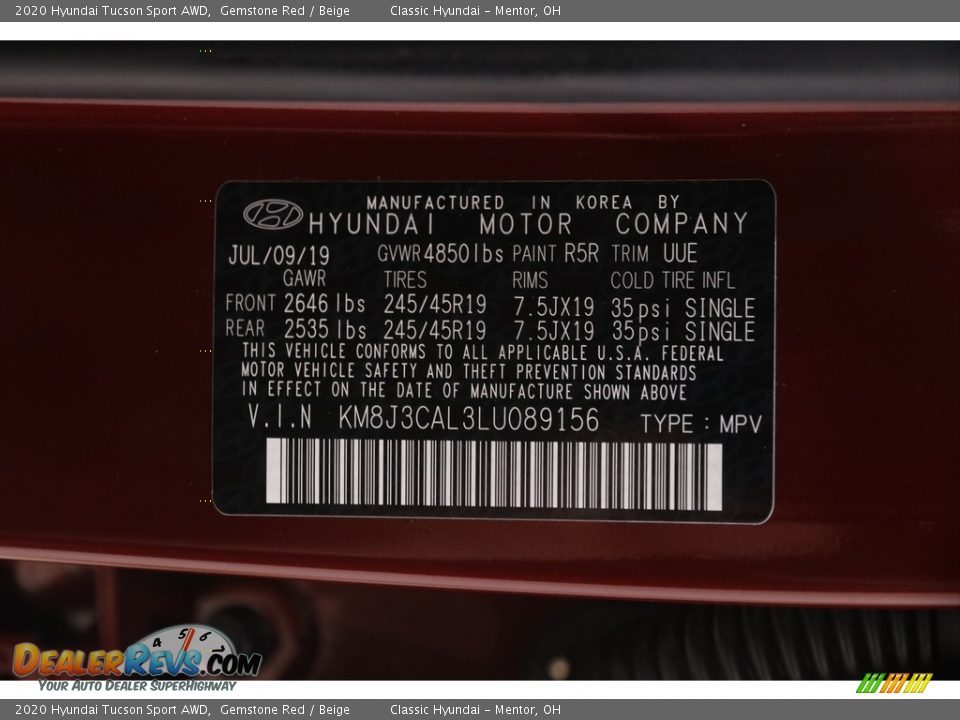 2020 Hyundai Tucson Sport AWD, Gemstone Red / Beige Classic Hyundai - Mentor, OH
MANUFACTURED IN KOREA BY
HYUNDAI MOTOR COMPANY
JUL/09/19 GVWR 4850lbs PAINT R5R TRIM UUE
GAWR TIRES RIMS COLD TIRE INFL
FRONT 2646 lbs 245/45R19 7.5JX19 35psi SINGLE
REAR 2535 lbs 245/45R19 7.5JX19 35psi SINGLE
THIS VEHICLE CONFORMS TO ALL APPLICABLE U.S.A. FEDERAL
MOTOR VEHICLE SAFETY AND THEFT PREVENTION STANDARDS
IN EFFECT ON THE DATE OF MANUFACTURE SHOWN ABOVE
V.I.N KM8J3CAL3LU089156 TYPE : MPV
4 5 6 7
DEALERREVS.COM
YOUR AUTO DEALER SUPERHIGHWAY
2020 Hyundai Tucson Sport AWD, Gemstone Red / Beige Classic Hyundai - Mentor, OH